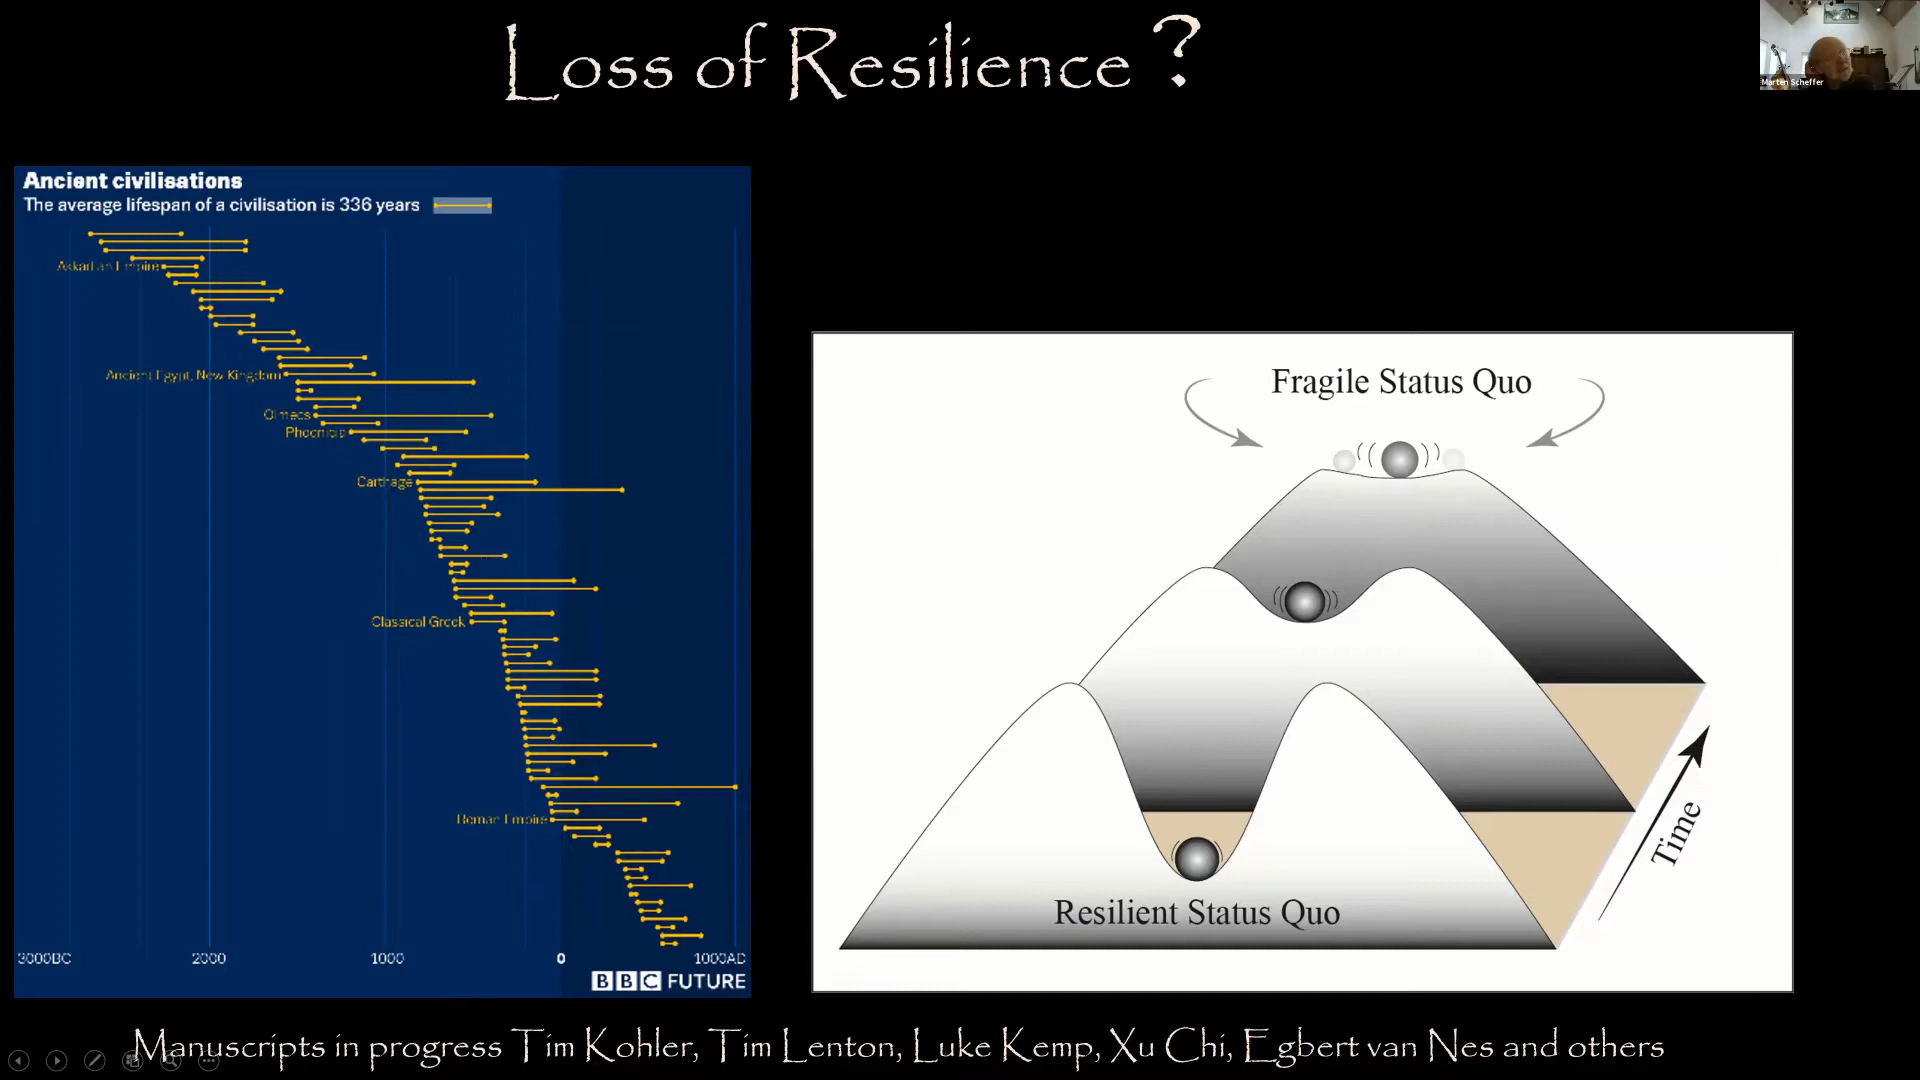 Loss of Resilience ?
Marten Scheffer
Ancient civilisations
The average lifespan of a civilisation is 336 years
Akkadian Empire
Ancient Egypt, New Kingdom
Olmecs
Phoenicia
Carthage
Classical Greek
Roman Empire
3000BC 2000 1000 0 1000AD
BBC FUTURE
Fragile Status Quo
Resilient Status Quo
Time
Manuscripts in progress Tim Kohler, Tim Lenton, Luke Kemp, Xu Chi, Egbert van Nes and others